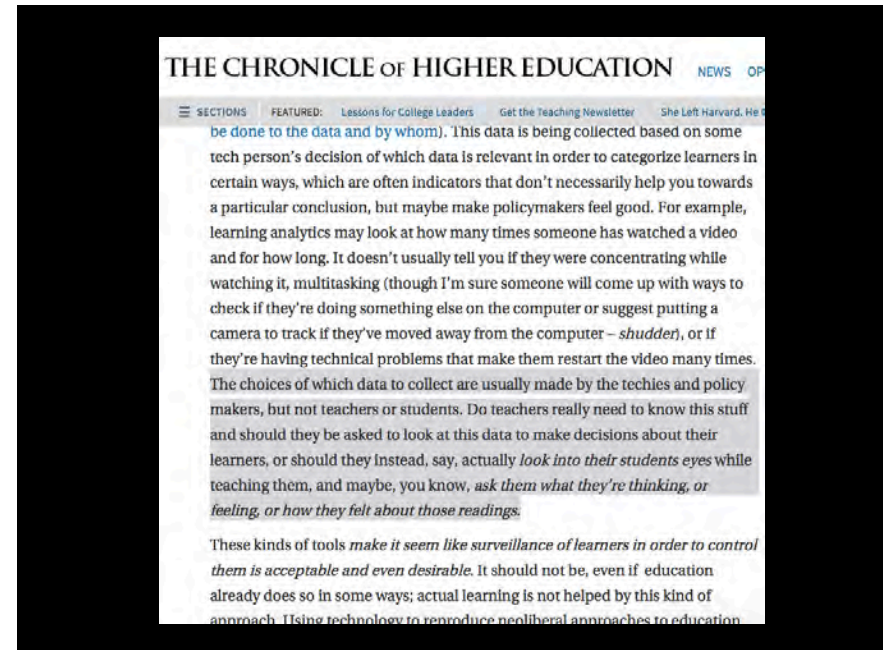 THE CHRONICLE OF HIGHER EDUCATION NEWS OP
☰ SECTIONS FEATURED: Lessons for College Leaders Get the Teaching Newsletter She Left Harvard. He
be done to the data and by whom). This data is being collected based on some
tech person's decision of which data is relevant in order to categorize learners in
certain ways, which are often indicators that don't necessarily help you towards
a particular conclusion, but maybe make policymakers feel good. For example,
learning analytics may look at how many times someone has watched a video
and for how long. It doesn't usually tell you if they were concentrating while
watching it, multitasking (though I'm sure someone will come up with ways to
check if they're doing something else on the computer or suggest putting a
camera to track if they've moved away from the computer – shudder), or if
they're having technical problems that make them restart the video many times.
The choices of which data to collect are usually made by the techies and policy
makers, but not teachers or students. Do teachers really need to know this stuff
and should they be asked to look at this data to make decisions about their
learners, or should they instead, say, actually look into their students eyes while
teaching them, and maybe, you know, ask them what they're thinking, or
feeling, or how they felt about those readings.
These kinds of tools make it seem like surveillance of learners in order to control
them is acceptable and even desirable. It should not be, even if education
already does so in some ways; actual learning is not helped by this kind of
approach. Using technology to reproduce neoliberal approaches to education